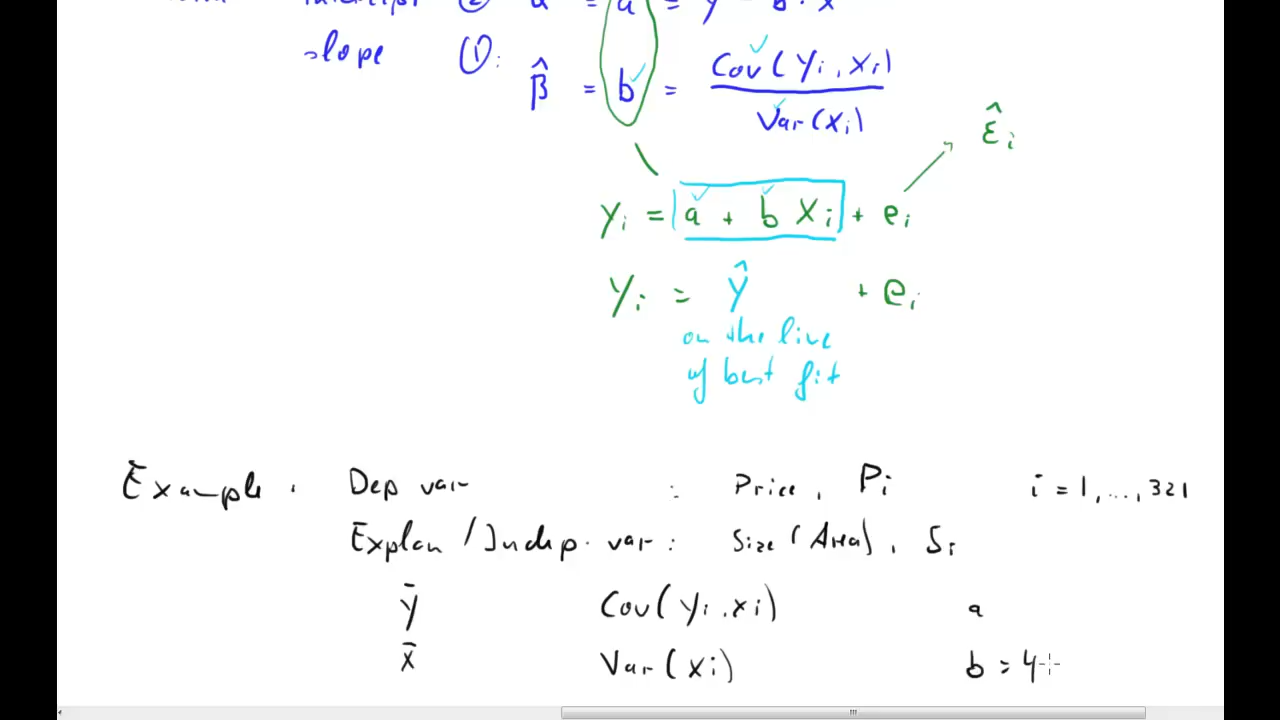 ② = a = y - b · x
slope ①: β̂ = b = Cov(yi, xi) / Var(xi)
ε̂i
yi = a + b xi + ei
yi = ŷ + ei
on the line
of best fit
Example : Dep var : Price, Pi i = 1, ..., 321
Explan / Indep. var : Size (Area), Si
ȳ Cov(yi, xi) a
x̄ Var(xi) b = 4